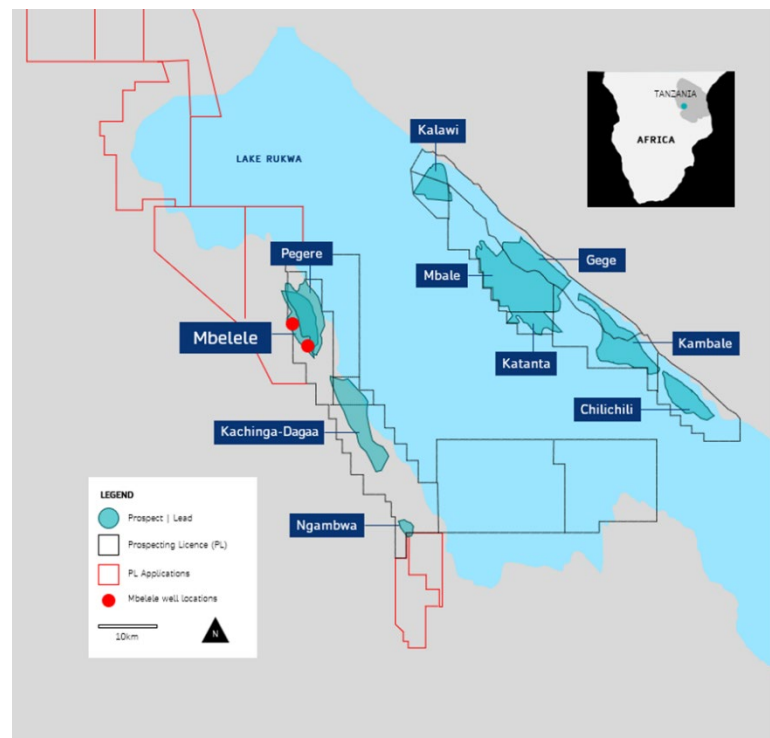 TANZANIA
AFRICA
Kalawi
LAKE RUKWA
Pegere
Gege
Mbale
Mbelele
Kambale
Katanta
Chilichili
Kachinga-Dagaa
LEGEND
Prospect | Lead
Prospecting Licence (PL)
PL Applications
Mbelele well locations
10km
N
Ngambwa